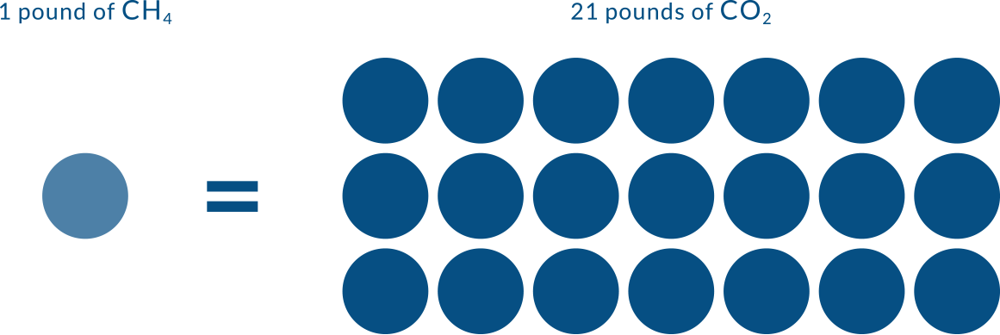 1 pound of CH₄
21 pounds of CO₂
=